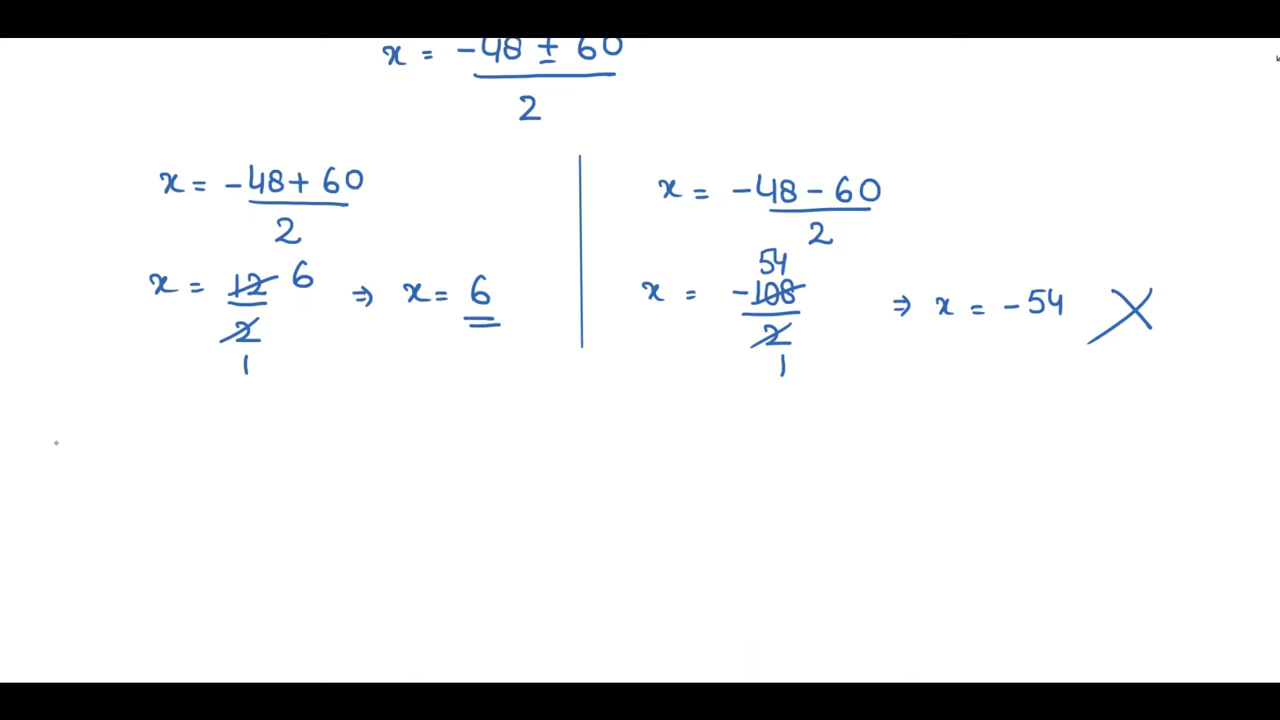 x = -48 ± 60
2
x = -48 + 60
2
x = 12 6
2
1
⇒ x = 6
x = -48 - 60
2
54
x = -108
2
1
⇒ x = -54 X